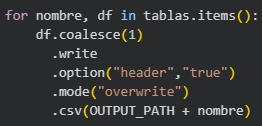 for nombre, df in tablas.items():
    df.coalesce(1)
      .write
      .option("header","true")
      .mode("overwrite")
      .csv(OUTPUT_PATH + nombre)